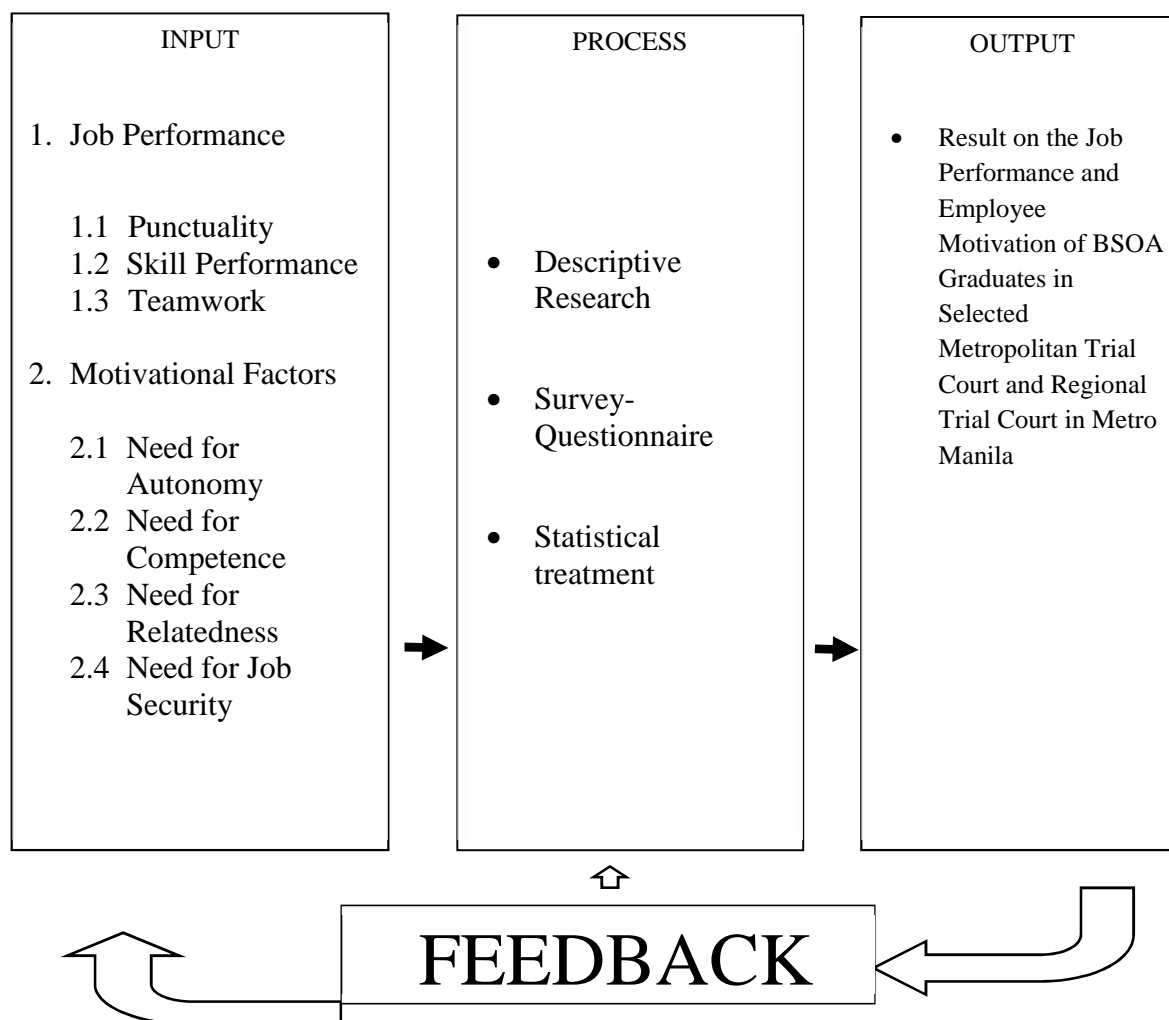 INPUT
1. Job Performance
1.1 Punctuality
1.2 Skill Performance
1.3 Teamwork
2. Motivational Factors
2.1 Need for
Autonomy
2.2 Need for
Competence
2.3 Need for
Relatedness
2.4 Need for Job
Security
PROCESS
• Descriptive
Research
• Survey-
Questionnaire
• Statistical
treatment
OUTPUT
• Result on the Job
Performance and
Employee
Motivation of BSOA
Graduates in
Selected
Metropolitan Trial
Court and Regional
Trial Court in Metro
Manila
FEEDBACK